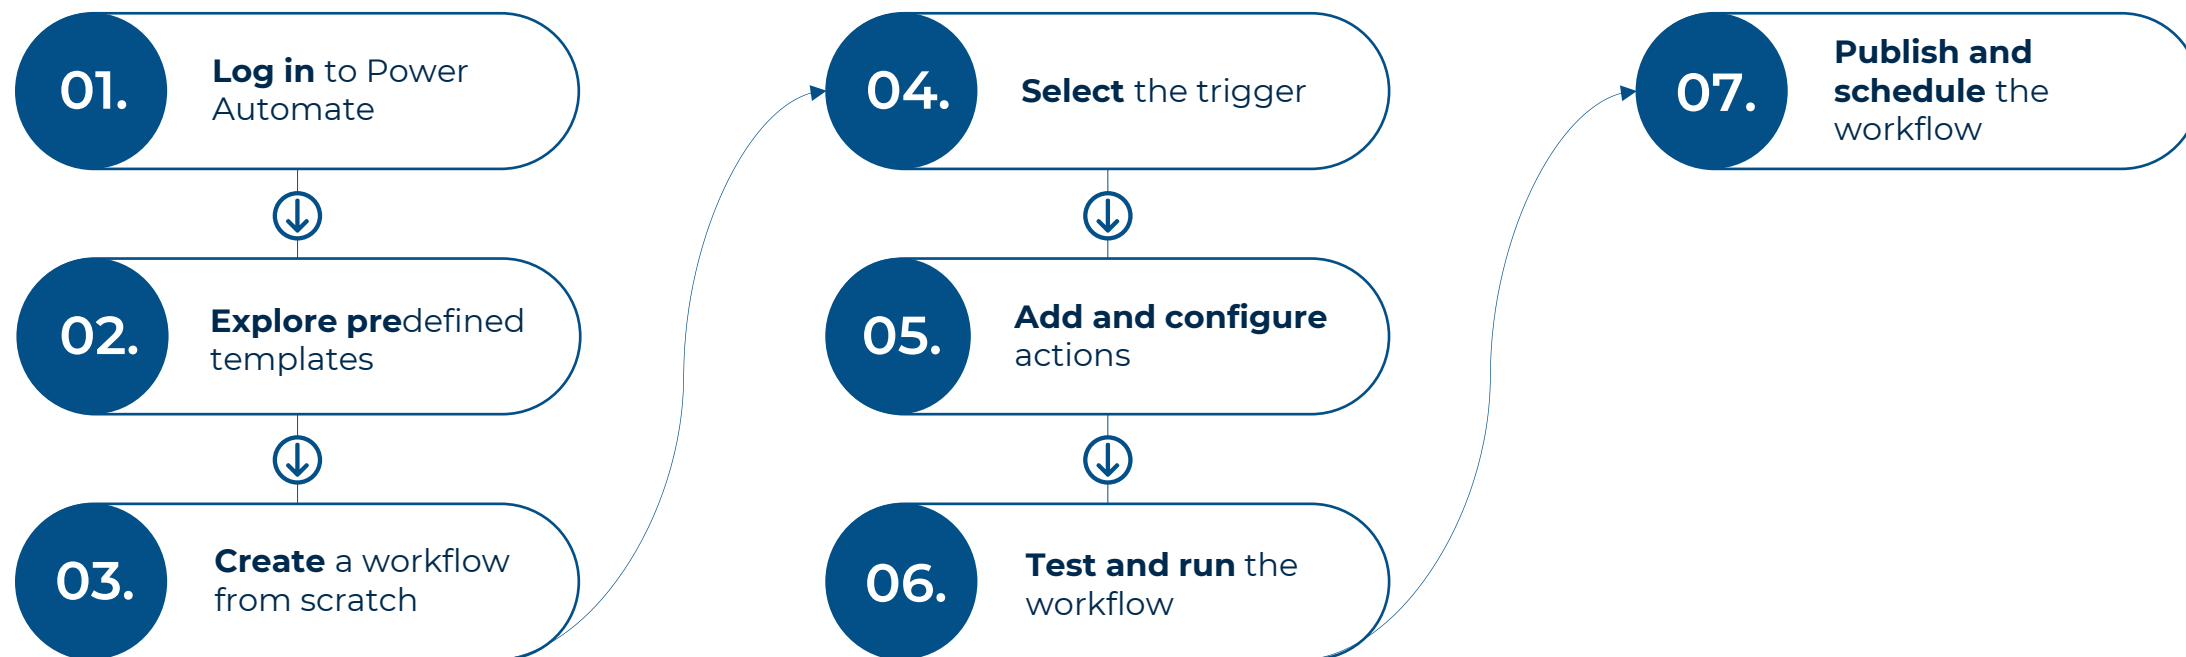 01.
Log in to Power
Automate
02.
Explore predefined
templates
03.
Create a workflow
from scratch
04.
Select the trigger
05.
Add and configure
actions
06.
Test and run the
workflow
07.
Publish and
schedule the
workflow